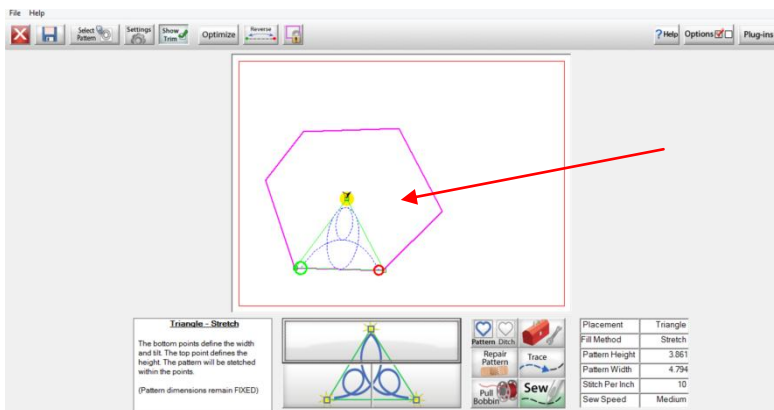 File Help
Select Pattern
Settings
Show Trim
Optimize
Reverse
?Help
Options
Plug-ins
Triangle - Stretch
The bottom points define the width
and tilt. The top point defines the
height. The pattern will be stetched
within the points.
(Pattern dimensions remain FIXED)
Pattern Ditch
Repair
Pattern
Trace
Pull
Bobbin
Sew
Placement Triangle
Fill Method Stretch
Pattern Height 3.861
Pattern Width 4.794
Stitch Per Inch 10
Sew Speed Medium